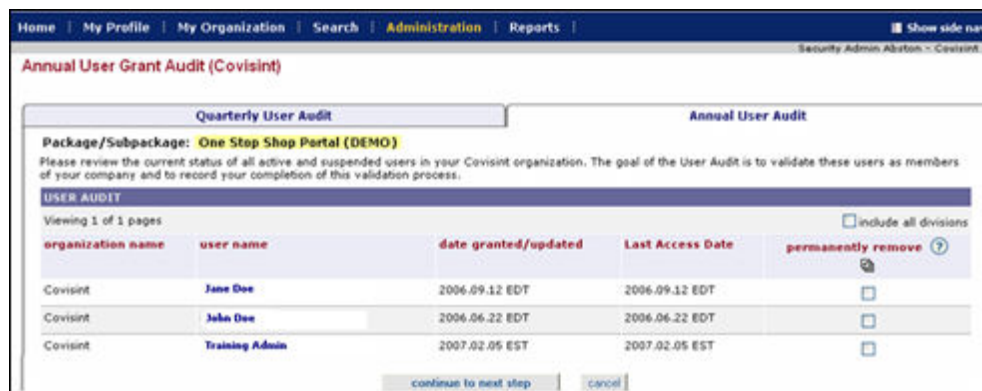 Home | My Profile | My Organization | Search | Administration | Reports | Show side nav
Security Admin Abston - Covisint
Annual User Grant Audit (Covisint)
Quarterly User Audit Annual User Audit
Package/Subpackage: One Stop Shop Portal (DEMO)
Please review the current status of all active and suspended users in your Covisint organization. The goal of the User Audit is to validate these users as members
of your company and to record your completion of this validation process.
USER AUDIT
Viewing 1 of 1 pages include all divisions
organization name user name date granted/updated Last Access Date permanently remove ?
Covisint Jane Doe 2006.09.12 EDT 2006.09.12 EDT
Covisint John Doe 2006.06.22 EDT 2006.06.22 EDT
Covisint Training Admin 2007.02.05 EST 2007.02.05 EST
continue to next step cancel